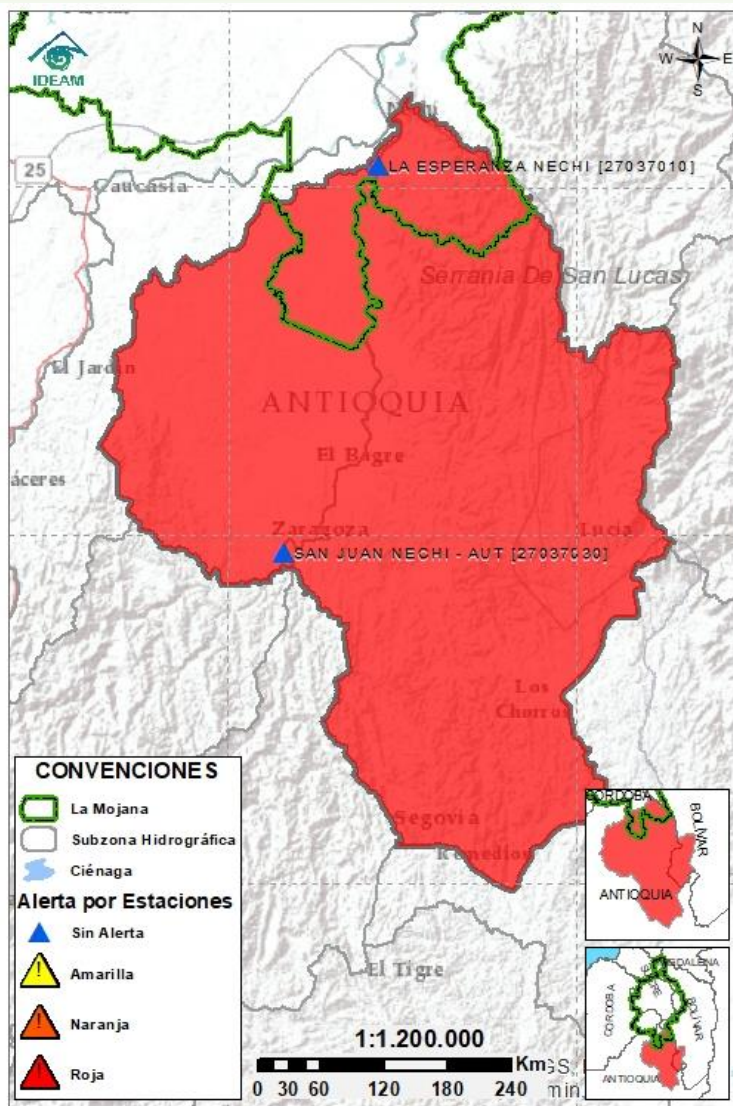 IDEAM
N
W E
S
LA ESPERANZA NECHI [27037010]
25
Caucasia
Serrania De San Lucas
El Jardin
ANTIOQUIA
El Bagre
áceres
Zaragoza
Lucia
SAN JUAN NECHI - AUT [27037030]
Los
Chorros
Segovia
Remedios
El Tigre
CONVENCIONES
La Mojana
Subzona Hidrográfica
Ciénaga
Alerta por Estaciones
Sin Alerta
Amarilla
Naranja
Roja
1:1.200.000
Km
0 30 60 120 180 240
CORDOBA
BOLÍVAR
ANTIOQUIA
CORDOBA
BOLIVAR
ANTIOQUIA